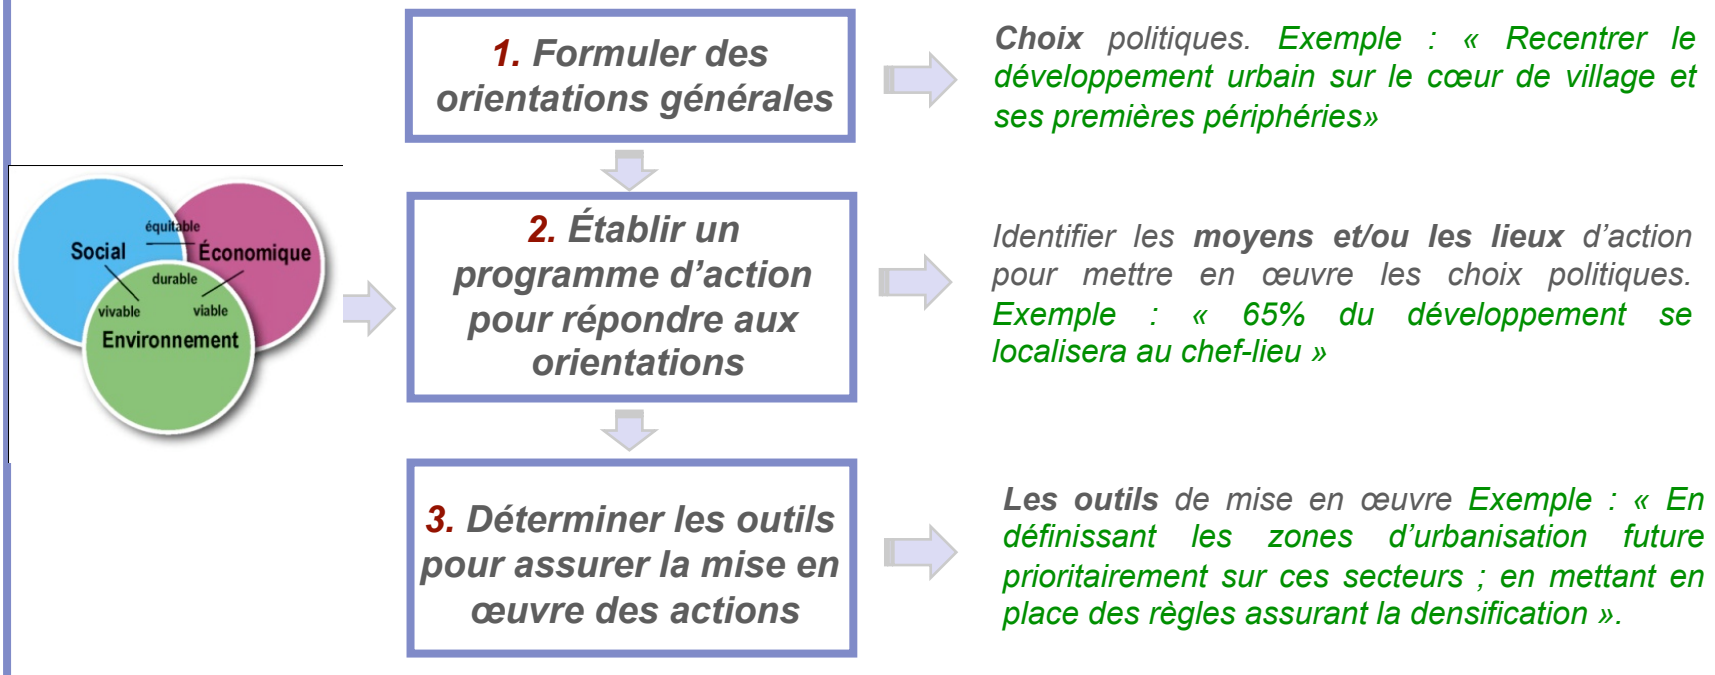 1. Formuler des
orientations générales
Choix politiques. Exemple : « Recentrer le
développement urbain sur le cœur de village et
ses premières périphéries»
équitable
Social
Économique
durable
vivable
viable
Environnement
2. Établir un
programme d’action
pour répondre aux
orientations
Identifier les moyens et/ou les lieux d’action
pour mettre en œuvre les choix politiques.
Exemple : « 65% du développement se
localisera au chef-lieu »
3. Déterminer les outils
pour assurer la mise en
œuvre des actions
Les outils de mise en œuvre Exemple : « En
définissant les zones d’urbanisation future
prioritairement sur ces secteurs ; en mettant en
place des règles assurant la densification ».